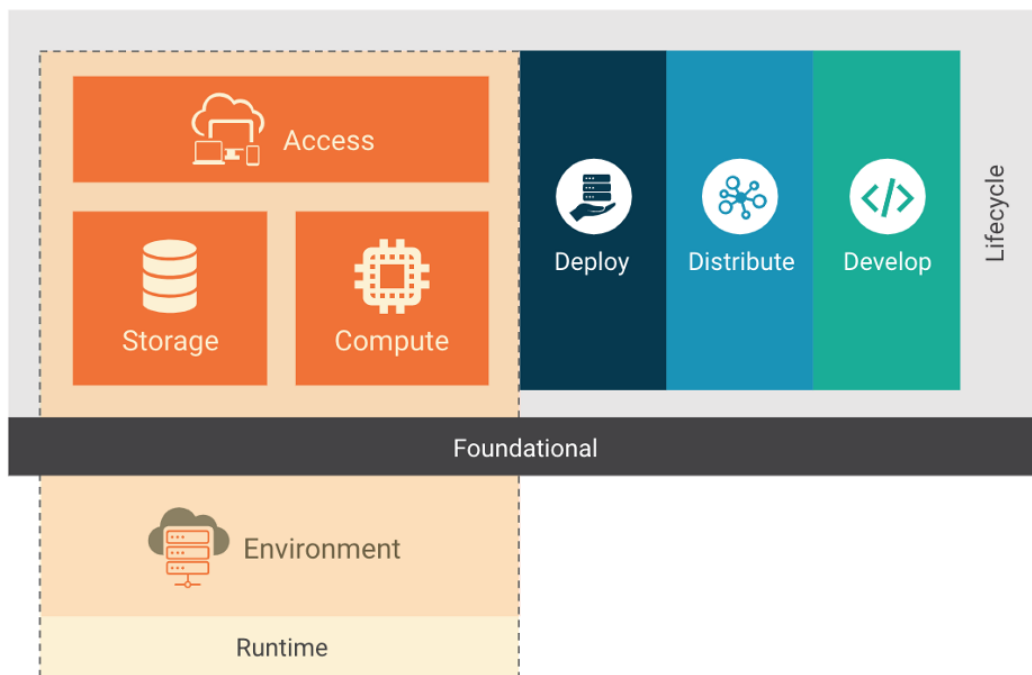 Access
Storage
Compute
Deploy
Distribute
Develop
Lifecycle
Foundational
Environment
Runtime